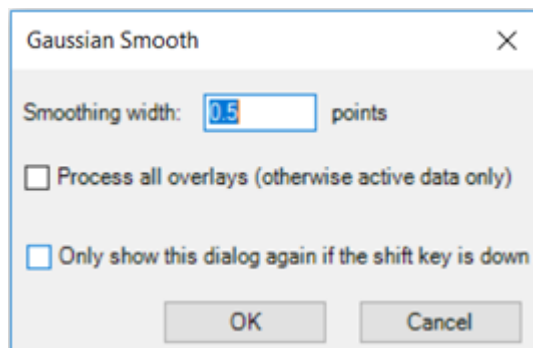 Gaussian Smooth
Smoothing width: 0.5 points
Process all overlays (otherwise active data only)
Only show this dialog again if the shift key is down
OK Cancel